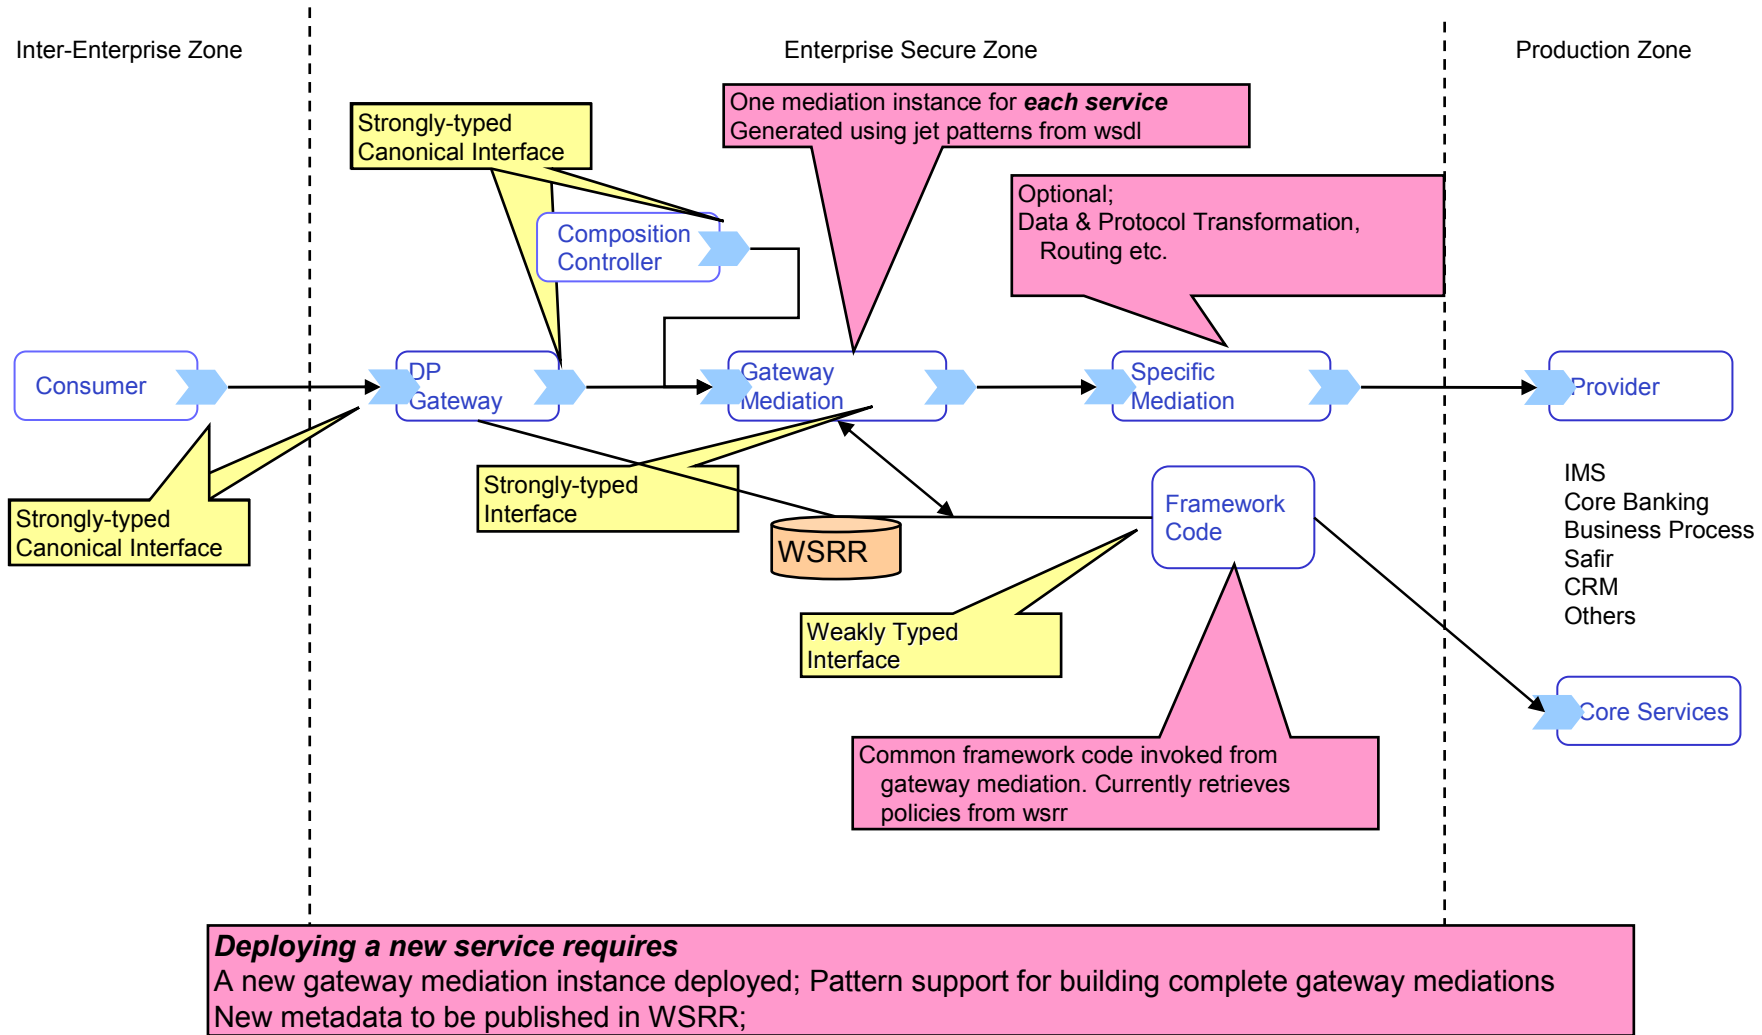 Inter-Enterprise Zone
Enterprise Secure Zone
Production Zone
Strongly-typed
Canonical Interface
One mediation instance for each service
Generated using jet patterns from wsdl
Optional;
Data & Protocol Transformation,
Routing etc.
Composition
Controller
Consumer
DP
Gateway
Gateway
Mediation
Specific
Mediation
Provider
Strongly-typed
Canonical Interface
Strongly-typed
Interface
WSRR
Framework
Code
IMS
Core Banking
Business Process
Safir
CRM
Others
Weakly Typed
Interface
Core Services
Common framework code invoked from
gateway mediation. Currently retrieves
policies from wsrr
Deploying a new service requires
A new gateway mediation instance deployed; Pattern support for building complete gateway mediations
New metadata to be published in WSRR;